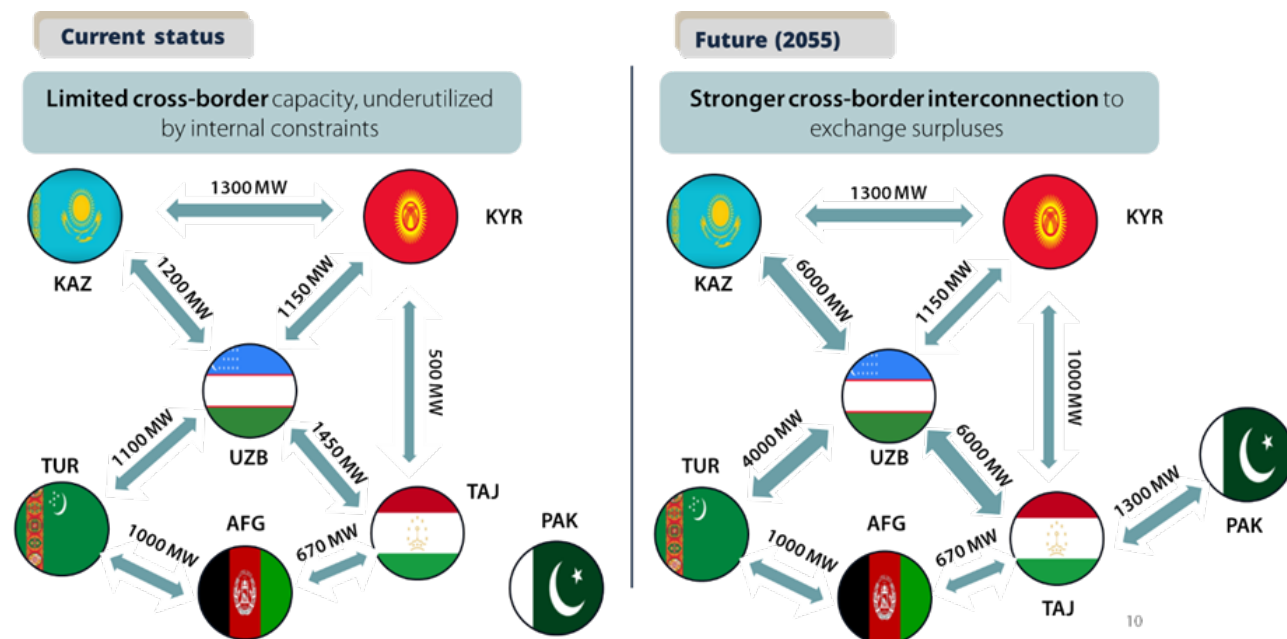 Current status
Limited cross-border capacity, underutilized
by internal constraints
1300 MW
KAZ
KYR
1200 MW
1150 MW
500 MW
UZB
1100 MW
1450 MW
TUR
TAJ
AFG
PAK
1000 MW
670 MW
Future (2055)
Stronger cross-border interconnection to
exchange surpluses
1300 MW
KYR
KAZ
6000 MW
1150 MW
1000 MW
UZB
4000 MW
6000 MW
TUR
1300 MW
PAK
AFG
1000 MW
670 MW
TAJ
10